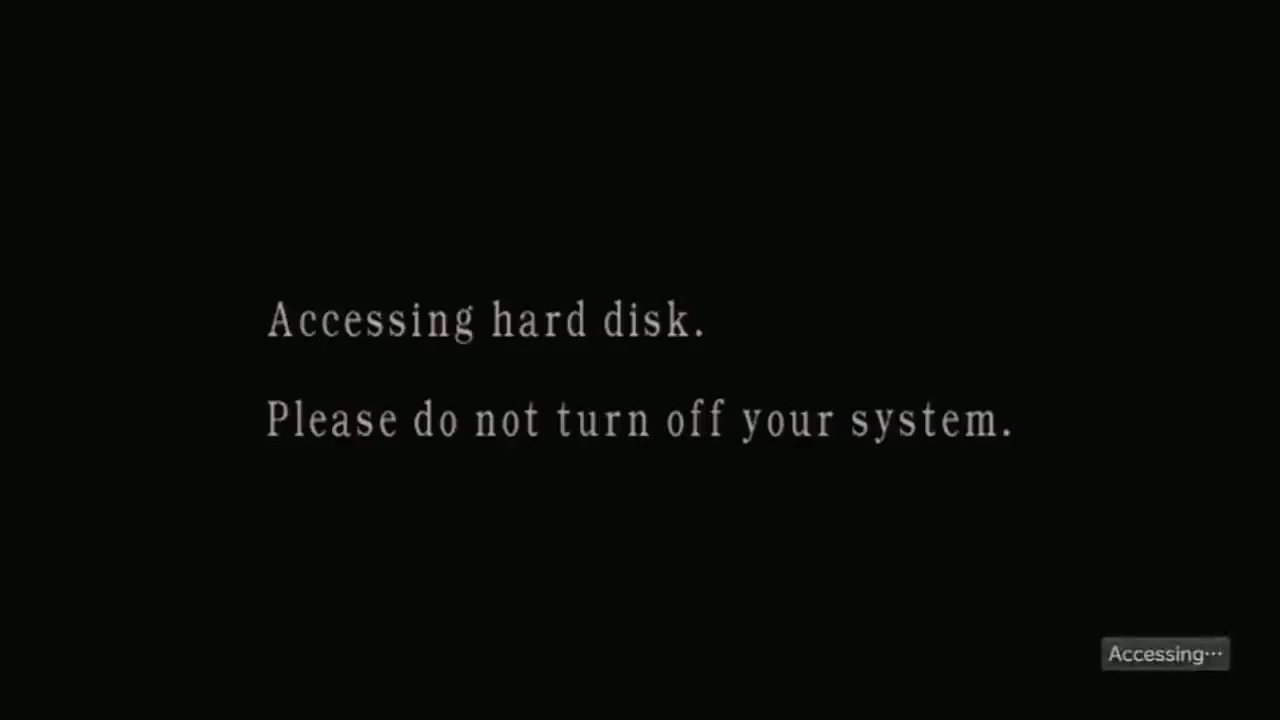 Accessing hard disk.
Please do not turn off your system.
Accessing···